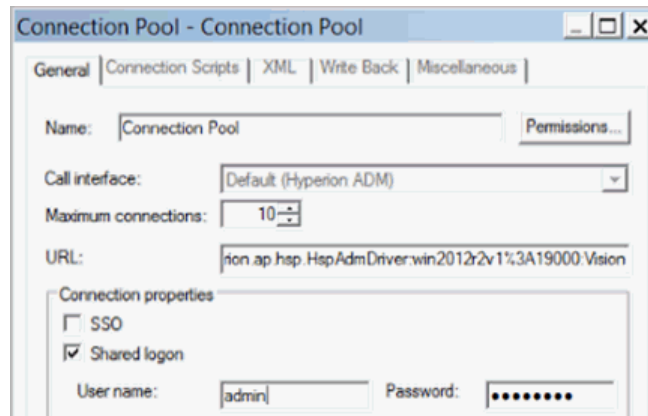 Connection Pool - Connection Pool
General Connection Scripts XML Write Back Miscellaneous
Name: Connection Pool Permissions...
Call interface: Default (Hyperion ADM)
Maximum connections: 10
URL: rion.ap.hsp.HspAdmDriver:win2012r2v1%3A19000:Vision
Connection properties
SSO
Shared logon
User name: admin Password: ••••••••